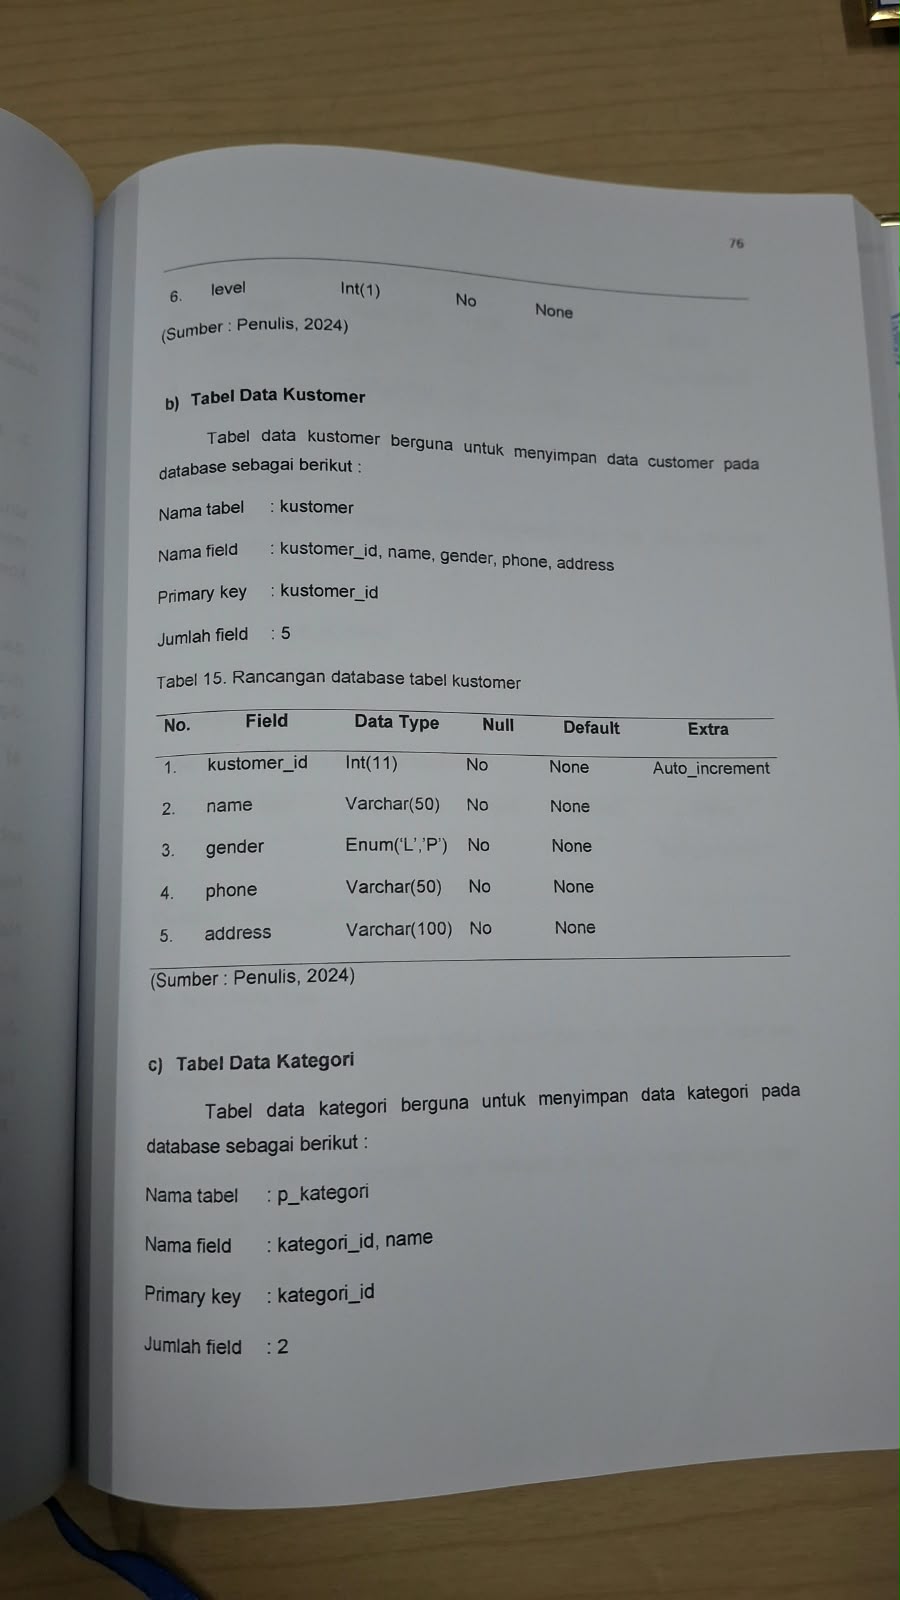 76
6. level Int(1) No None
(Sumber : Penulis, 2024)
b) Tabel Data Kustomer
Tabel data kustomer berguna untuk menyimpan data customer pada
database sebagai berikut :
Nama tabel : kustomer
Nama field : kustomer_id, name, gender, phone, address
Primary key : kustomer_id
Jumlah field : 5
Tabel 15. Rancangan database tabel kustomer
No. Field Data Type Null Default Extra
1. kustomer_id Int(11) No None Auto_increment
2. name Varchar(50) No None
3. gender Enum(‘L’,’P’) No None
4. phone Varchar(50) No None
5. address Varchar(100) No None
(Sumber : Penulis, 2024)
c) Tabel Data Kategori
Tabel data kategori berguna untuk menyimpan data kategori pada
database sebagai berikut :
Nama tabel : p_kategori
Nama field : kategori_id, name
Primary key : kategori_id
Jumlah field : 2